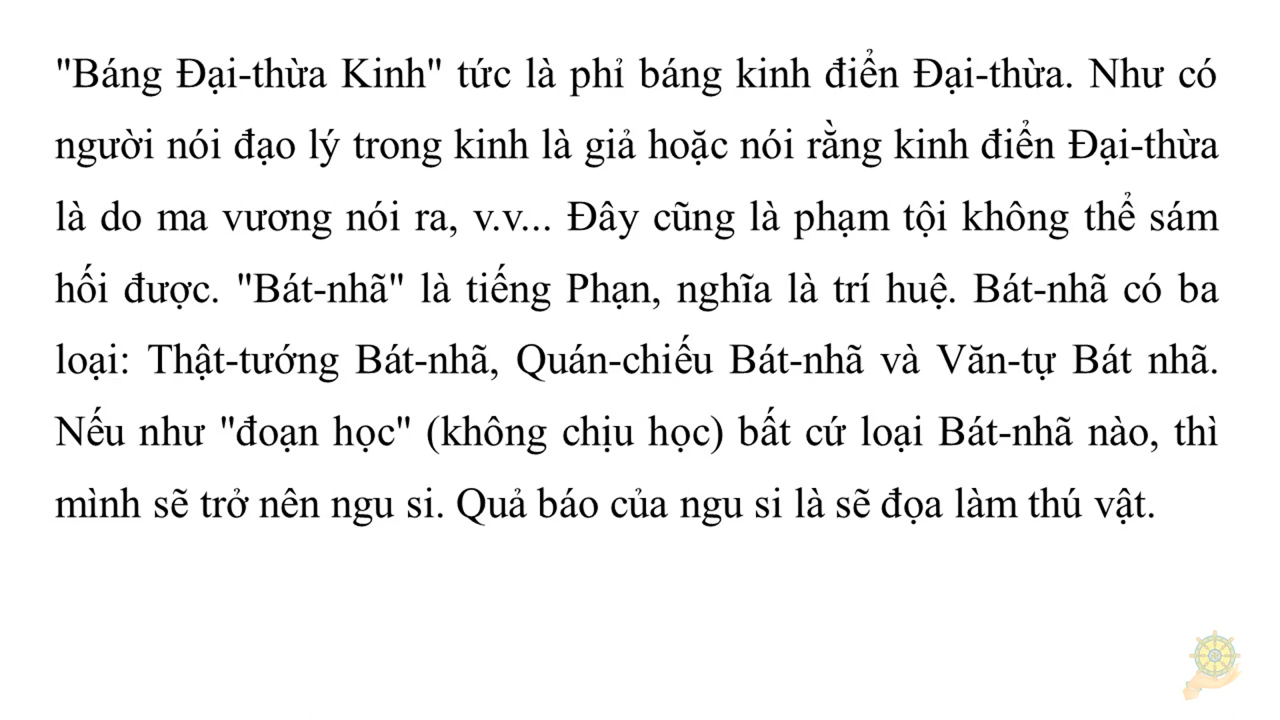 "Báng Đại-thừa Kinh" tức là phỉ báng kinh điển Đại-thừa. Như có
người nói đạo lý trong kinh là giả hoặc nói rằng kinh điển Đại-thừa
là do ma vương nói ra, v.v... Đây cũng là phạm tội không thể sám
hối được. "Bát-nhã" là tiếng Phạn, nghĩa là trí huệ. Bát-nhã có ba
loại: Thật-tướng Bát-nhã, Quán-chiếu Bát-nhã và Văn-tự Bát nhã.
Nếu như "đoạn học" (không chịu học) bất cứ loại Bát-nhã nào, thì
mình sẽ trở nên ngu si. Quả báo của ngu si là sẽ đọa làm thú vật.